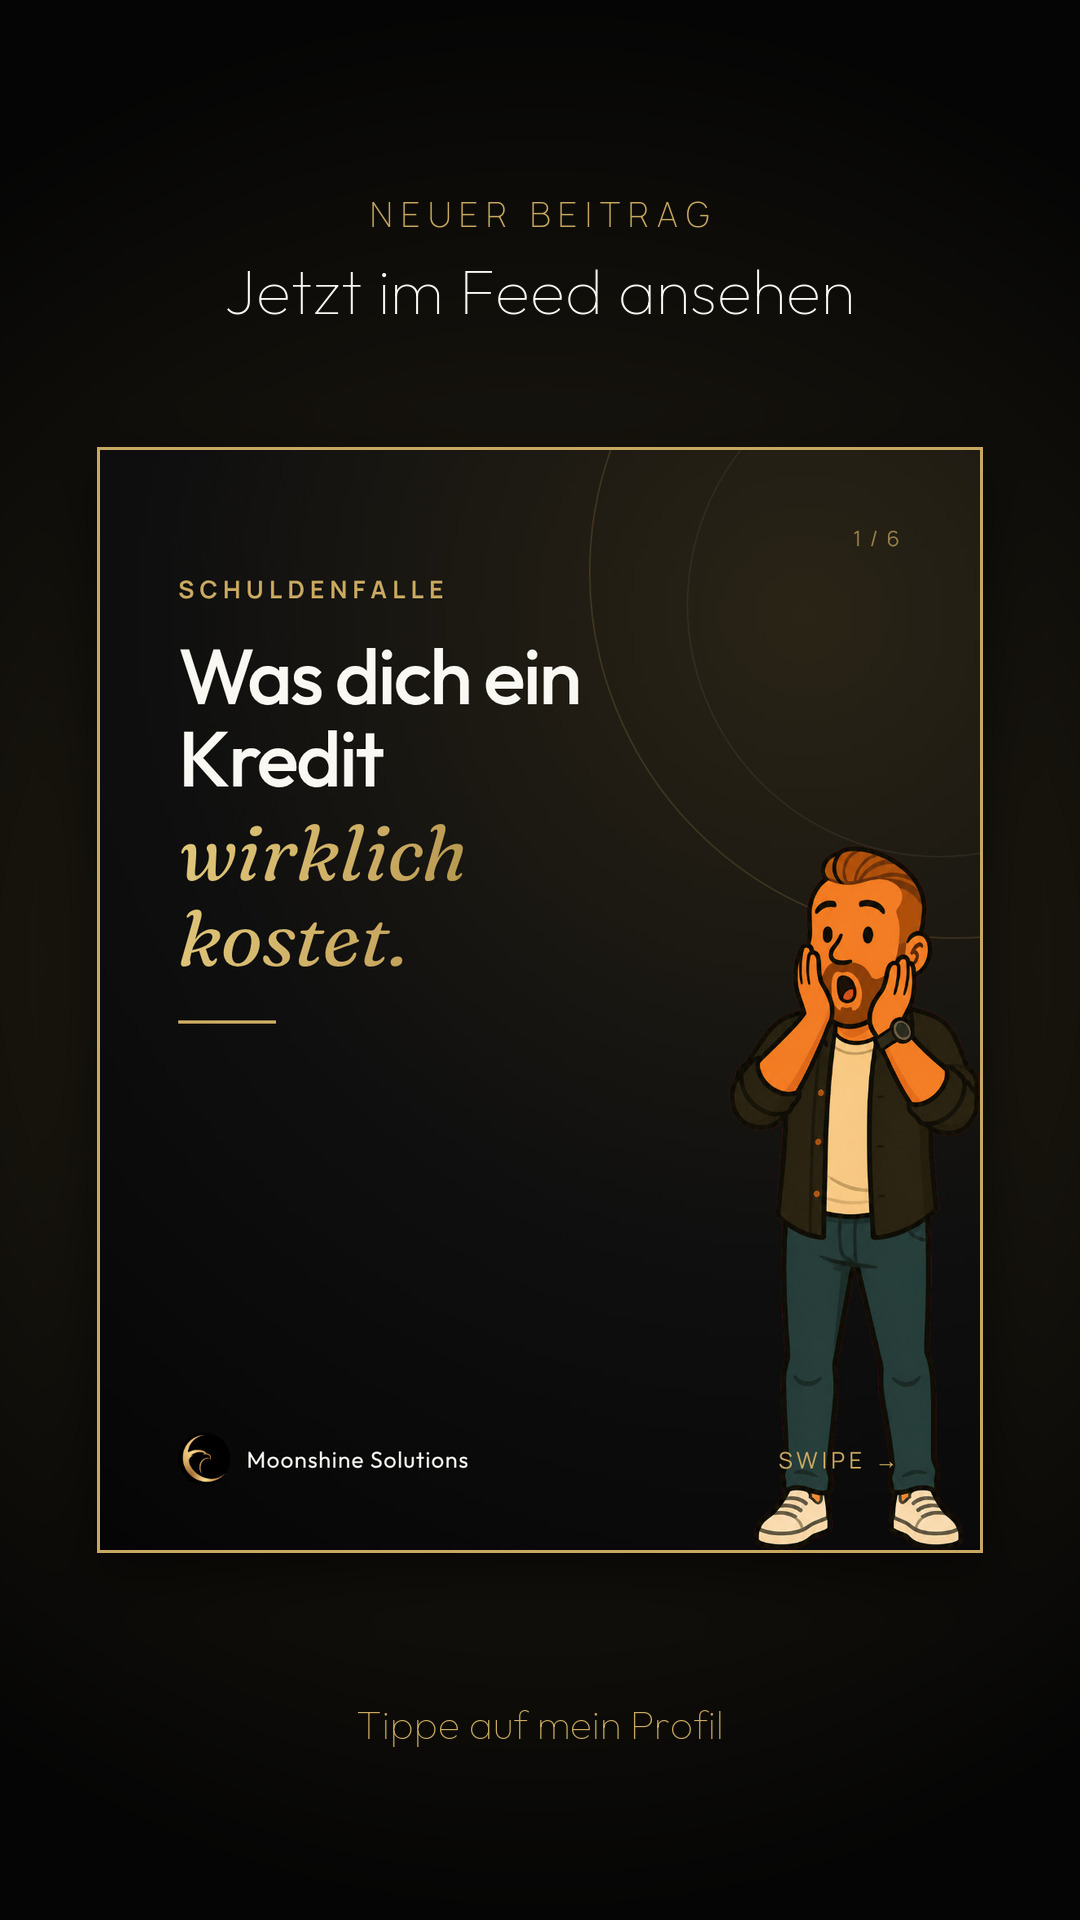 NEUER BEITRAG
Jetzt im Feed ansehen
1 / 6
SCHULDENFALLE
Was dich ein
Kredit
wirklich
kostet.
Moonshine Solutions
SWIPE →
Tippe auf mein Profil